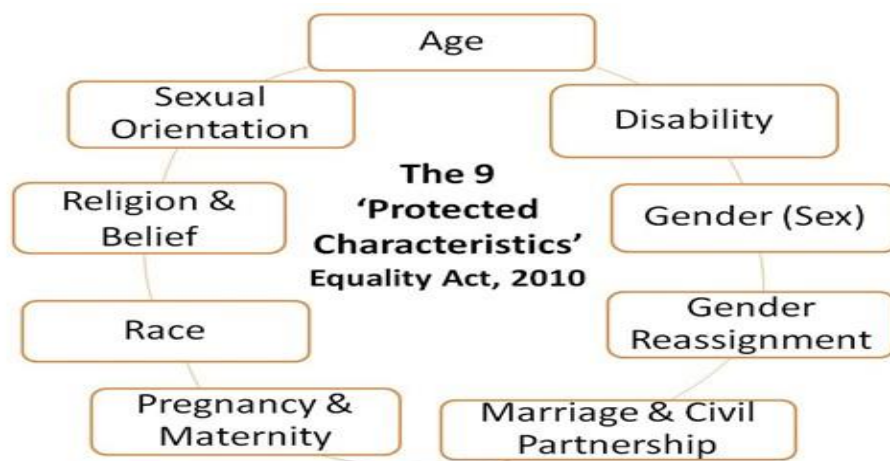 Age
Disability
Gender (Sex)
Gender
Reassignment
Marriage & Civil
Partnership
Pregnancy &
Maternity
Race
Religion &
Belief
Sexual
Orientation
The 9
‘Protected
Characteristics’
Equality Act, 2010